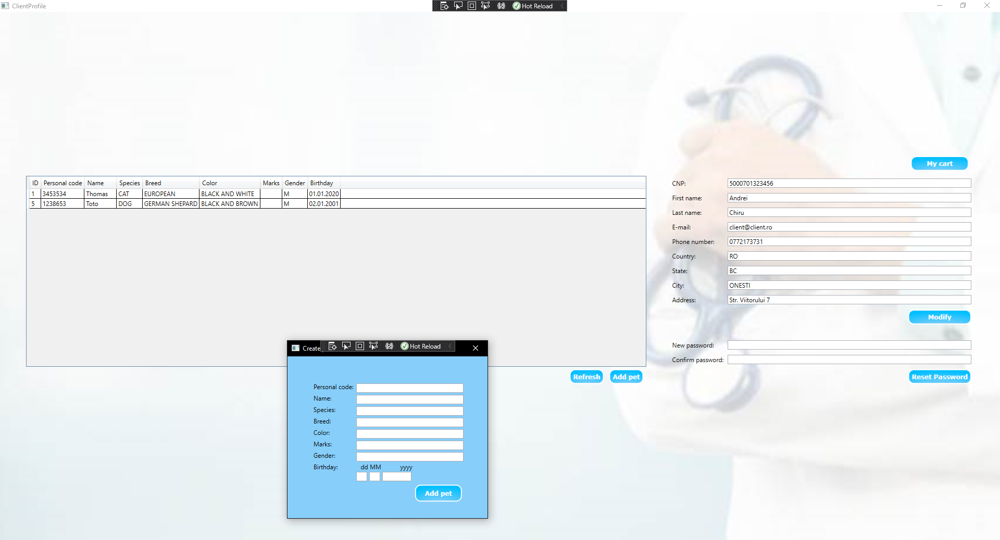 ClientProfile
Hot Reload
My cart
ID Personal code Name Species Breed Color Marks Gender Birthday
1 3453534 Thomas CAT EUROPEAN BLACK AND WHITE M 01.01.2020
5 1238653 Toto DOG GERMAN SHEPARD BLACK AND BROWN M 02.01.2001
CNP: 5000701323456
First name: Andrei
Last name: Chiru
E-mail: client@client.ro
Phone number: 0772173731
Country: RO
State: BC
City: ONESTI
Address: Str. Viitorului 7
Modify
New password:
Confirm password:
Refresh Add pet
Reset Password
Create
Hot Reload
Personal code:
Name:
Species:
Breed:
Color:
Marks:
Gender:
Birthday: dd MM yyyy
Add pet